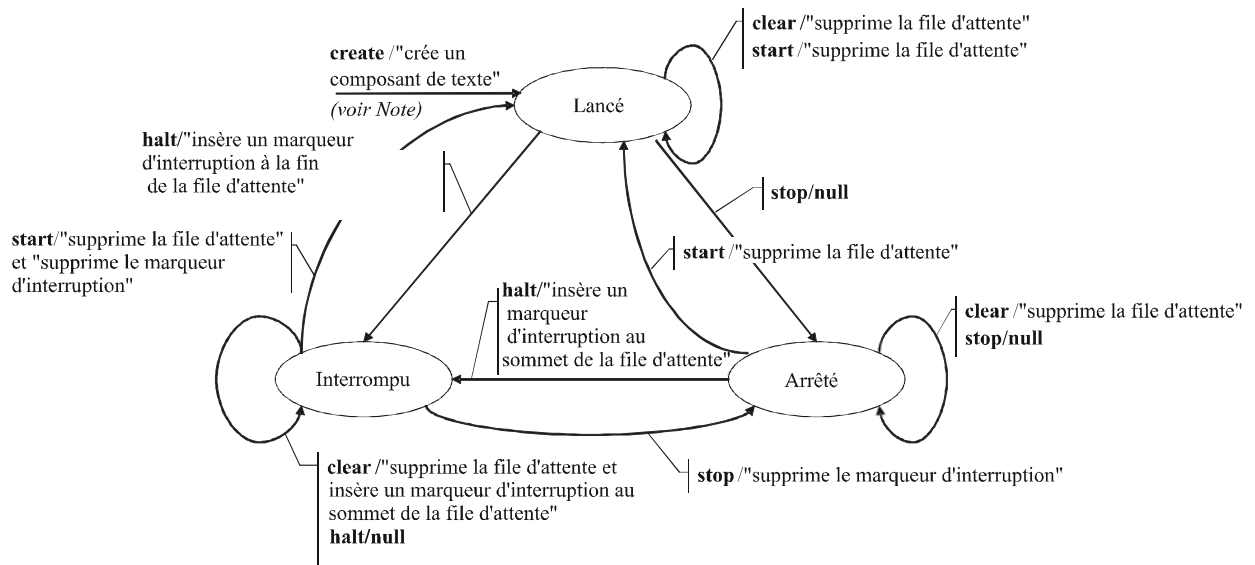 clear /"supprime la file d'attente"
start /"supprime la file d'attente"
create /"crée un
composant de texte"
(voir Note)
Lancé
halt/"insère un marqueur
d'interruption à la fin
de la file d'attente"
stop/null
start/"supprime la file d'attente"
et "supprime le marqueur
d'interruption"
start /"supprime la file d'attente"
halt/"insère un
marqueur
d'interruption au
sommet de la file d'attente"
clear /"supprime la file d'attente"
stop/null
Interrompu
Arrêté
clear /"supprime la file d'attente et
insère un marqueur d'interruption au
sommet de la file d'attente"
halt/null
stop /"supprime le marqueur d'interruption"